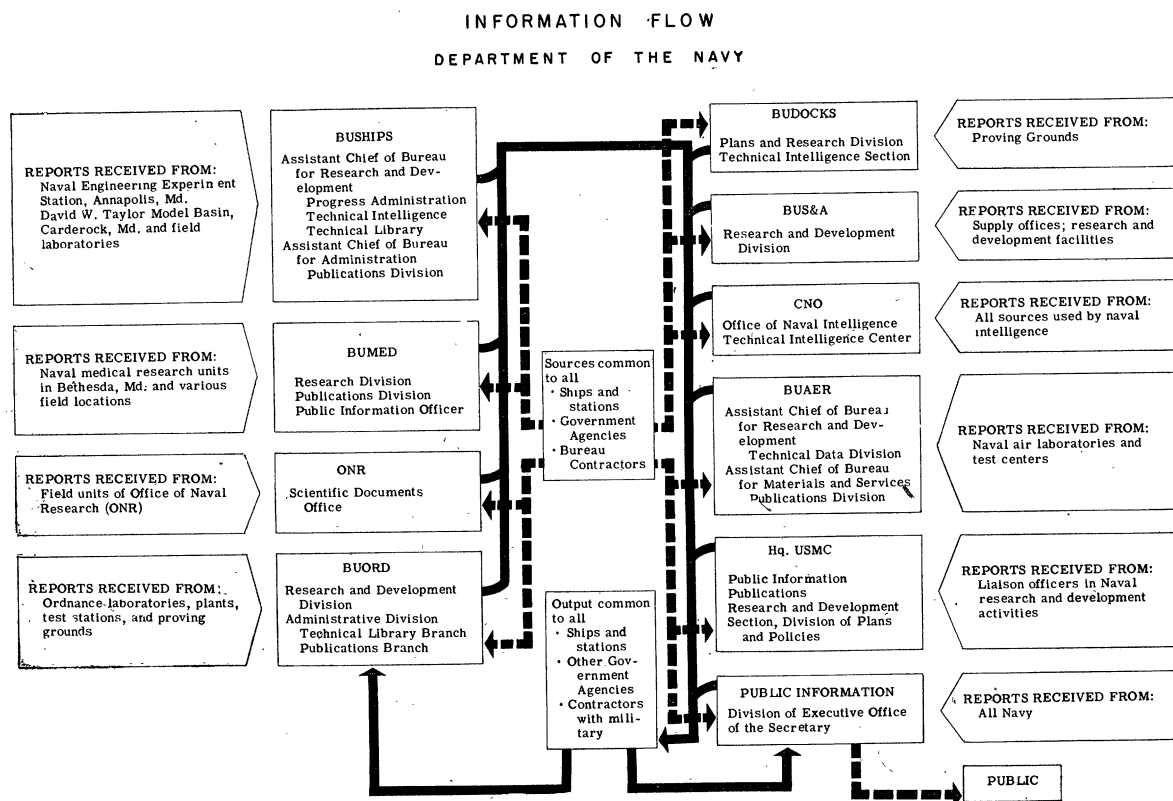 INFORMATION FLOW
DEPARTMENT OF THE NAVY
REPORTS RECEIVED FROM:
Naval Engineering Experiment
Station, Annapolis, Md.
David W. Taylor Model Basin,
Carderock, Md. and field
laboratories
BUSHIPS
Assistant Chief of Bureau
for Research and Dev-
elopment
Progress Administration
Technical Intelligence
Technical Library
Assistant Chief of Bureau
for Administration
Publications Division
REPORTS RECEIVED FROM:
Naval medical research units
in Bethesda, Md. and various
field locations
BUMED
Research Division
Publications Division
Public Information Officer
REPORTS RECEIVED FROM:
Field units of Office of Naval
Research (ONR)
ONR
Scientific Documents
Office
REPORTS RECEIVED FROM:
Ordnance laboratories, plants,
test stations, and proving
grounds
BUORD
Research and Development
Division
Administrative Division
Technical Library Branch
Publications Branch
Sources common
to all
• Ships and
stations
• Government
Agencies
• Bureau
Contractors
Output common
to all
• Ships and
stations
• Other Gov-
ernment
Agencies
• Contractors
with mili-
tary
BUDOCKS
Plans and Research Division
Technical Intelligence Section
REPORTS RECEIVED FROM:
Proving Grounds
BUS&A
Research and Development
Division
REPORTS RECEIVED FROM:
Supply offices; research and
development facilities
CNO
Office of Naval Intelligence
Technical Intelligence Center
REPORTS RECEIVED FROM:
All sources used by naval
intelligence
BUAER
Assistant Chief of Bureau
for Research and Dev-
elopment
Technical Data Division
Assistant Chief of Bureau
for Materials and Services
Publications Division
REPORTS RECEIVED FROM:
Naval air laboratories and
test centers
Hq. USMC
Public Information
Publications
Research and Development
Section, Division of Plans
and Policies
REPORTS RECEIVED FROM:
Liaison officers in Naval
research and development
activities
PUBLIC INFORMATION
Division of Executive Office
of the Secretary
REPORTS RECEIVED FROM:
All Navy
PUBLIC